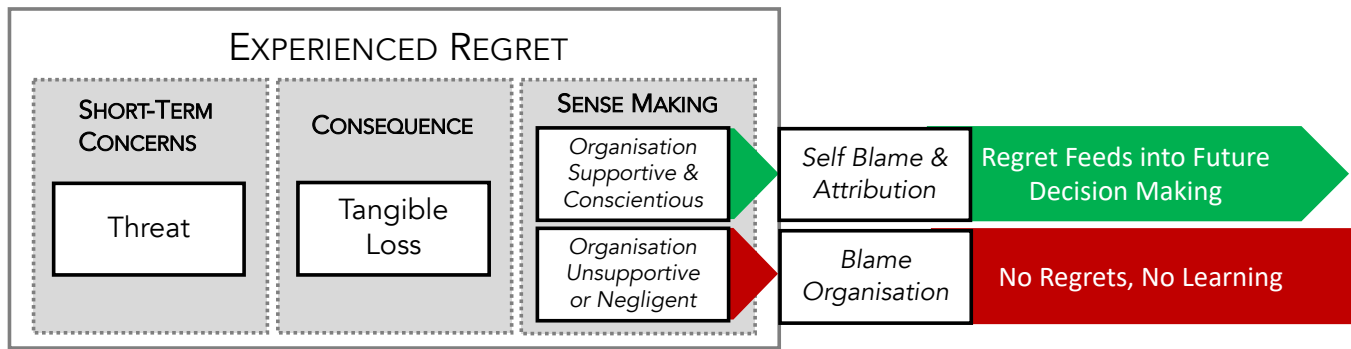 EXPERIENCED REGRET
SHORT-TERM
CONCERNS
Threat
CONSEQUENCE
Tangible
Loss
SENSE MAKING
Organisation
Supportive &
Conscientious
Organisation
Unsupportive
or Negligent
Self Blame &
Attribution
Blame
Organisation
Regret Feeds into Future
Decision Making
No Regrets, No Learning